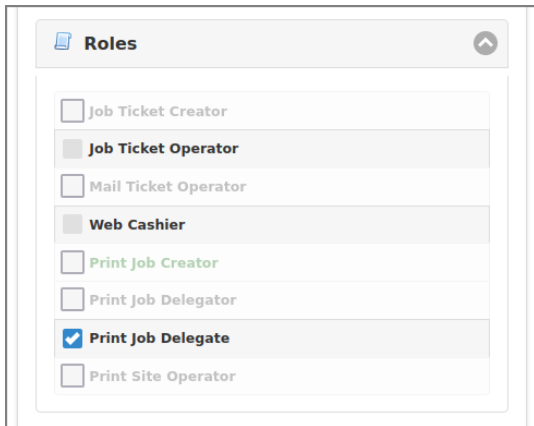 Roles
Job Ticket Creator
Job Ticket Operator
Mail Ticket Operator
Web Cashier
Print Job Creator
Print Job Delegator
Print Job Delegate
Print Site Operator